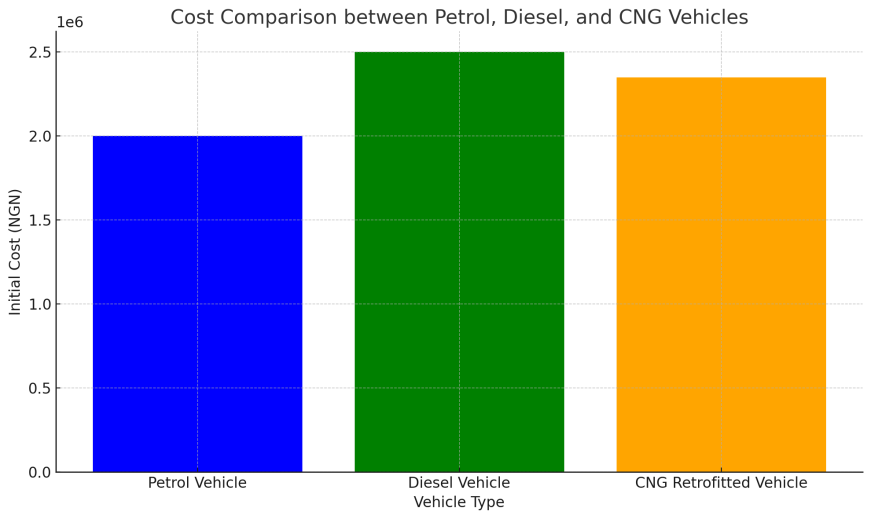 Cost Comparison between Petrol, Diesel, and CNG Vehicles
1e6
2.5
2.0
1.5
1.0
0.5
0.0
Initial Cost (NGN)
Petrol Vehicle
Diesel Vehicle
CNG Retrofitted Vehicle
Vehicle Type